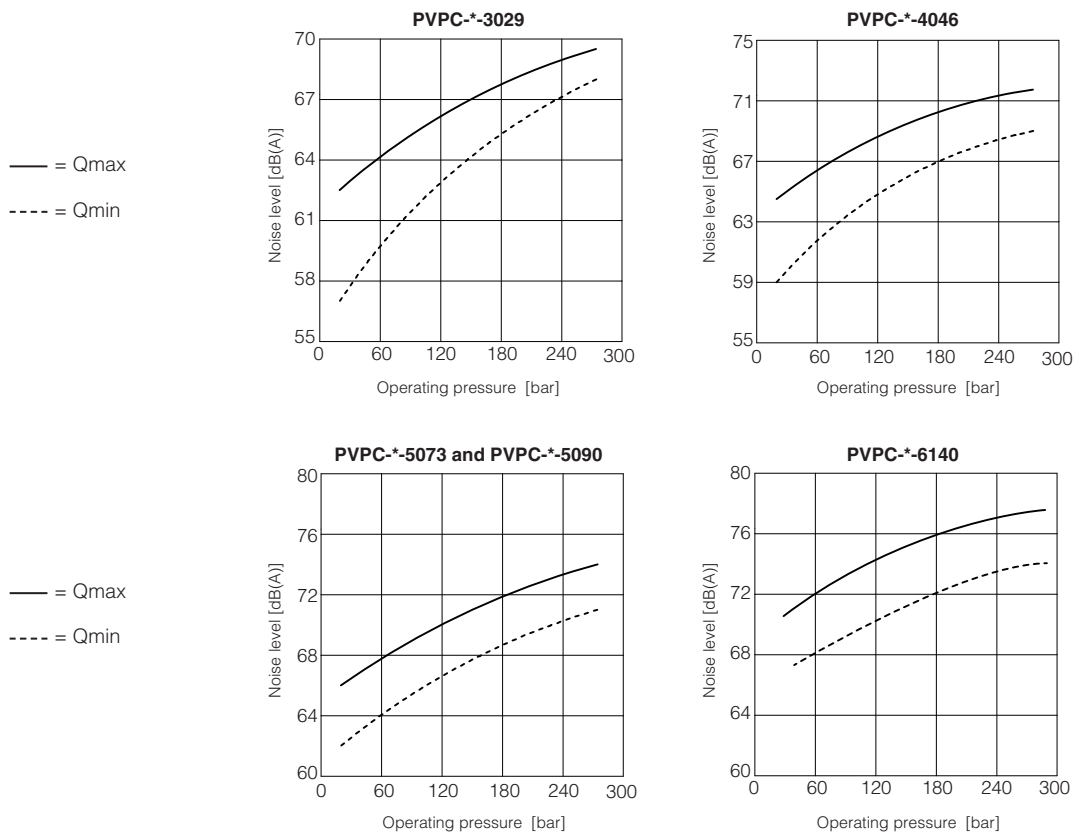 PVPC-*-3029
70
67
64
61
58
55
0 60 120 180 240 300
Noise level [dB(A)]
Operating pressure [bar]
PVPC-*-4046
75
71
67
63
59
55
0 60 120 180 240 300
Noise level [dB(A)]
Operating pressure [bar]
= Qmax
= Qmin
PVPC-*-5073 and PVPC-*-5090
80
76
72
68
64
60
0 60 120 180 240 300
Noise level [dB(A)]
Operating pressure [bar]
PVPC-*-6140
80
76
72
68
64
60
0 60 120 180 240 300
Noise level [dB(A)]
Operating pressure [bar]
= Qmax
= Qmin